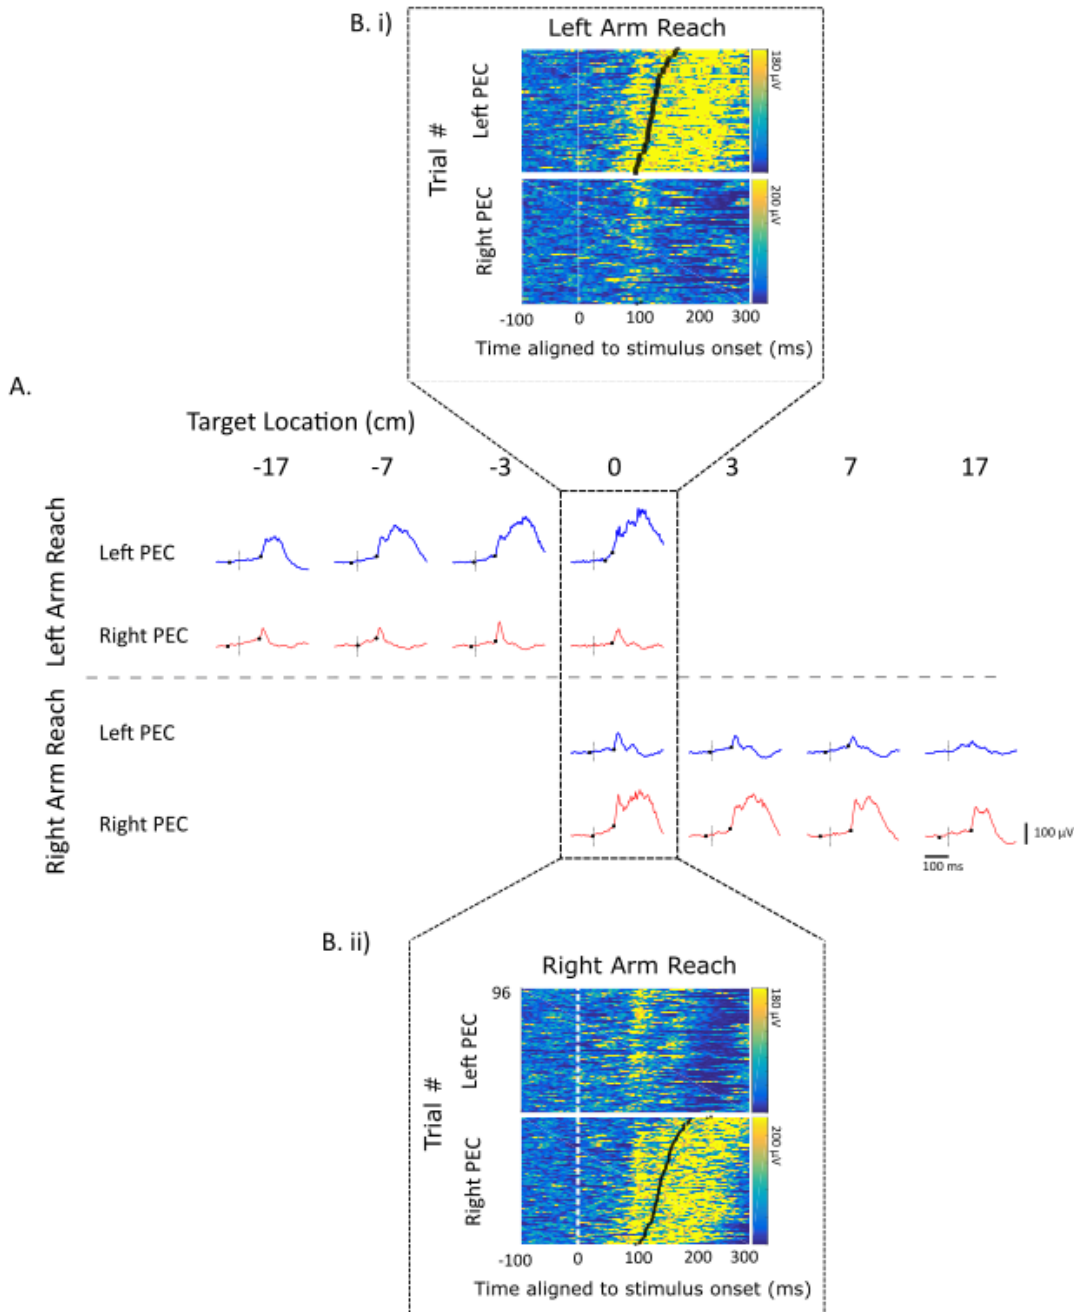 B. i)
Left Arm Reach
Trial #
Left PEC
180 µV
Right PEC
200 µV
-100 0 100 200 300
Time aligned to stimulus onset (ms)
A.
Target Location (cm)
-17 -7 -3 0 3 7 17
Left Arm Reach
Left PEC
Right PEC
Right Arm Reach
Left PEC
Right PEC
100 µV
100 ms
B. ii)
Right Arm Reach
96
Trial #
Left PEC
180 µV
Right PEC
200 µV
-100 0 100 200 300
Time aligned to stimulus onset (ms)